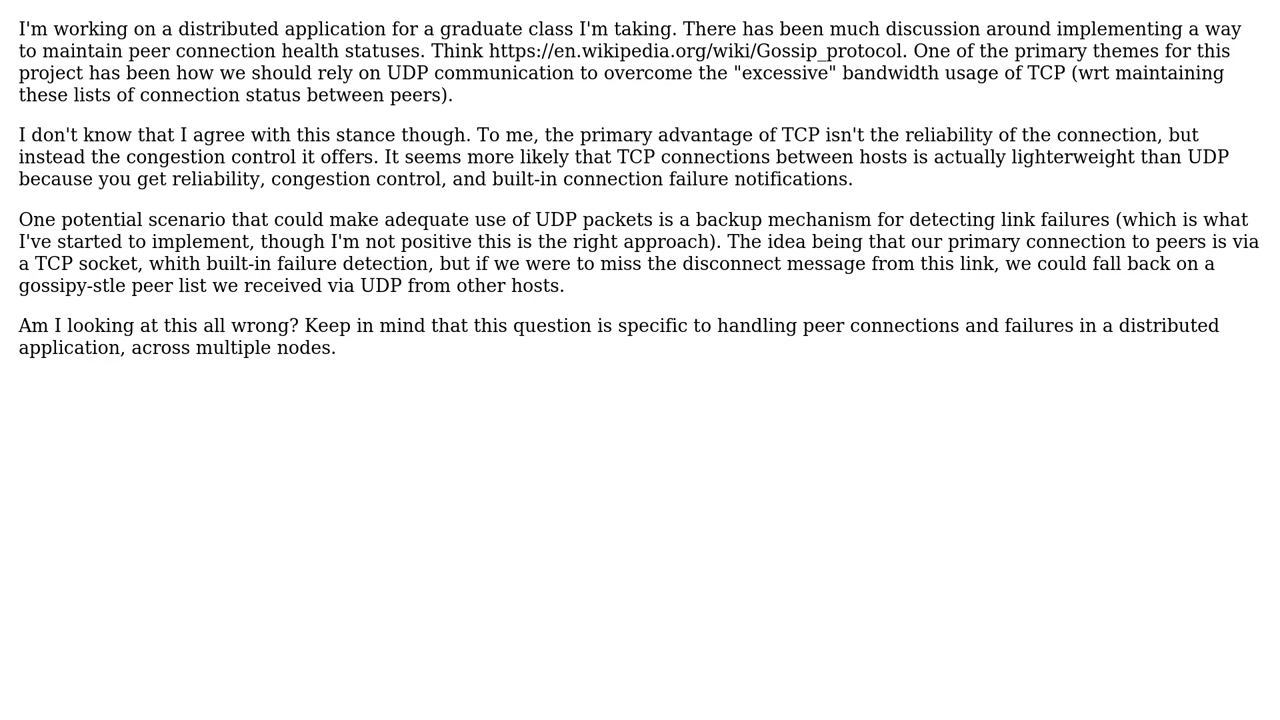 I'm working on a distributed application for a graduate class I'm taking. There has been much discussion around implementing a way
to maintain peer connection health statuses. Think https://en.wikipedia.org/wiki/Gossip_protocol. One of the primary themes for this
project has been how we should rely on UDP communication to overcome the "excessive" bandwidth usage of TCP (wrt maintaining
these lists of connection status between peers).
I don't know that I agree with this stance though. To me, the primary advantage of TCP isn't the reliability of the connection, but
instead the congestion control it offers. It seems more likely that TCP connections between hosts is actually lighterweight than UDP
because you get reliability, congestion control, and built-in connection failure notifications.
One potential scenario that could make adequate use of UDP packets is a backup mechanism for detecting link failures (which is what
I've started to implement, though I'm not positive this is the right approach). The idea being that our primary connection to peers is via
a TCP socket, whith built-in failure detection, but if we were to miss the disconnect message from this link, we could fall back on a
gossipy-stle peer list we received via UDP from other hosts.
Am I looking at this all wrong? Keep in mind that this question is specific to handling peer connections and failures in a distributed
application, across multiple nodes.